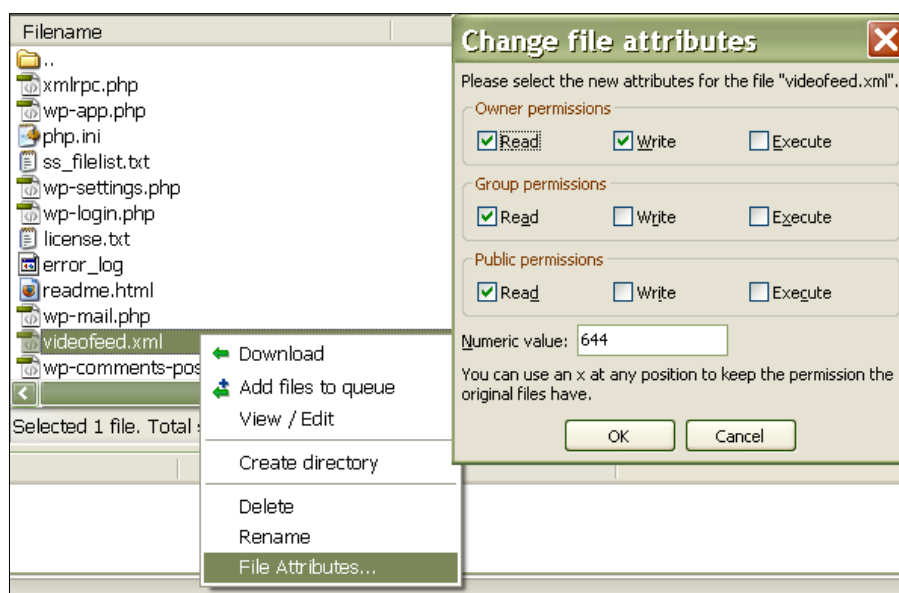 Filename
..
xmlrpc.php
wp-app.php
php.ini
ss_filelist.txt
wp-settings.php
wp-login.php
license.txt
error_log
readme.html
wp-mail.php
videofeed.xml
wp-comments-pos
Selected 1 file. Total
Download
Add files to queue
View / Edit
Create directory
Delete
Rename
File Attributes...
Change file attributes
Please select the new attributes for the file "videofeed.xml".
Owner permissions
Read Write Execute
Group permissions
Read Write Execute
Public permissions
Read Write Execute
Numeric value: 644
You can use an x at any position to keep the permission the
original files have.
OK Cancel